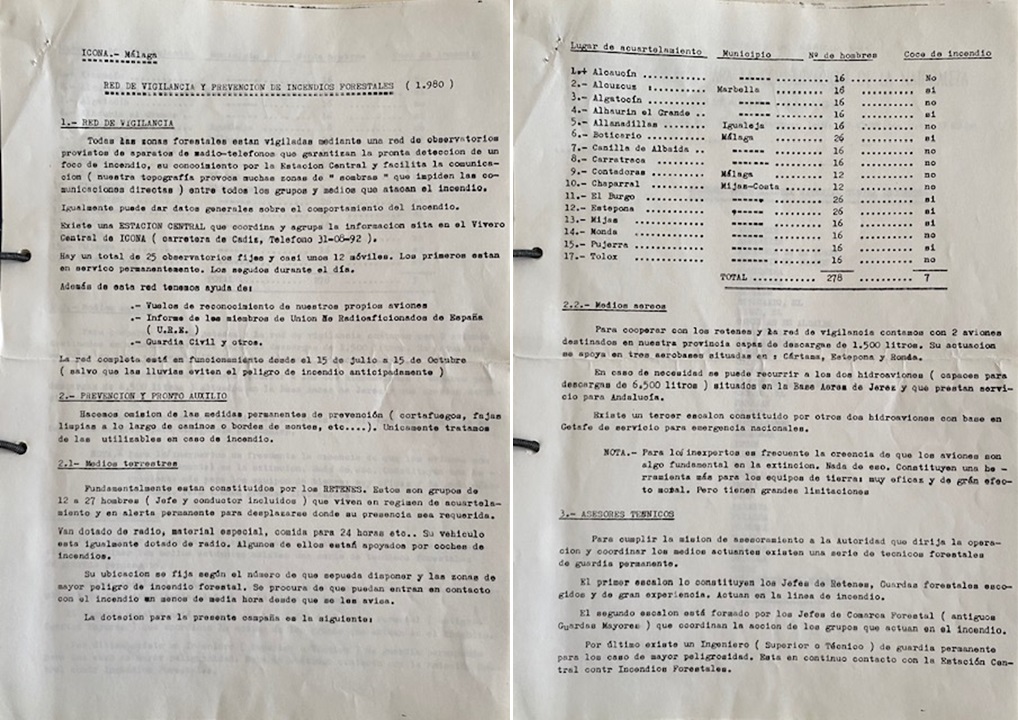 ICONA.- Málaga
RED DE VIGILANCIA Y PREVENCION DE INCENDIOS FORESTALES ( 1.980 )
1.- RED DE VIGILANCIA
Todas las zonas forestales estan vigiladas mediante una red de observatorios
provistos de aparatos de radio-telefonos que garantizan la pronta deteccion de un
foco de incendio, su conocimiento por la Estacion Central y facilita la comunica-
cion ( nuestra topografía provoca muchas zonas de " sombras " que impiden las co-
municaciones directas ) entre todos los grupos y medios que atacan el incendio.
Igualmente puede dar datos generales sobre el comportamiento del incendio.
Existe una ESTACION CENTRAL que coordina y agrupa la informacion sita en el Vivero
Central de ICONA ( carretera de Cadiz, Telefono 31-08-92 ).
Hay un total de 25 observatorios fijos y casi unos 12 móviles. Los primeros estan
en servico permanentemente. Los segudos durante el día.
Además de esta red tenemos ayuda de:
.- Vuelos de reconocimiento de nuestros propios aviones
.- Informe de los miembros de Union de Radioaficionados de España
( U.R.E. )
.- Guardia Civil y otros.
La red completa está en funcionamiento desde el 15 de julio a 15 de Octubre
( salvo que las lluvias eviten el peligro de incendio anticipadamente )
2.- PREVENCION Y PRONTO AUXILIO
Hacemos omision de las medidas permanentes de prevención ( cortafuegos, fajas
limpias a lo largo de caminos o bordes de montes, etc....). Unicamente tratamos
de las utilizables en caso de incendio.
2.1- Medios terrestres
Fundamentalmente estan constituidos por los RETENES. Estos son grupos de
12 a 27 hombres ( Jefe y conductor incluidos ) que viven en regimen de acuartela-
miento y en alerta permanente para desplazarse donde su presencia sea requerida.
Van dotado de radio, material especial, comida para 24 horas etc.. Su vehiculo
esta igualmente dotado de radio. Algunos de ellos estań apoyados por coches de
incendios.
Su ubicacion se fija según el número de que sepueda disponer y las zonas de
mayor peligro de incendio forestal. Se procura de que puedan entran en contacto
con el incendio en menos de media hora desde que se les avisa.
La dotacion para la presente campaña es la siguiente:
Lugar de acuartelamiento Municipio Nº de hombres Coce de incendio
1.+ Alcaucín ............ ------ ......... 16 .......... No
2.- Alouzcus : .......... Marbella ......... 16 .......... si
3.- Algatocín .......... ------ ......... 16 .......... no
4.- Alhaurin el Grande .. ------ ......... 16 .......... si
5.- Allanadillas ........ Igualeja ......... 16 .......... no
6.- Boticario .......... Málaga ......... 26 .......... si
7.- Canilla de Albaida .. ------ ......... 16 .......... no
8.- Carratraca .......... ------ ......... 16 .......... no
9.- Contadoras .......... Málaga ......... 12 .......... no
10.- Chaparral .......... Mijas-Costa ......... 12 .......... no
11.- El Burgo .......... ------ ......... 26 .......... si
12.- Estepona .......... ------ ......... 26 .......... si
13.- Mijas .......... ------ ......... 16 .......... no
14.- Monda .......... ------ ......... 16 .......... no
15.- Pujerra .......... ------ ......... 16 .......... si
17.- Tolox .......... ------ ......... 16 .......... no
TOTAL ............ 278 .......... 7
2.2.- Medios aereos
Para cooperar con los retenes y la red de vigilancia contamos con 2 aviones
destinados en nuestra provincia capaz de descargas de 1.500 litros. Su actuacion
se apoya en tres aerobases situadas en : Cártama, Estepona y Ronda.
En caso de necesidad se puede recurrir a los dos hidroaviones ( capaces para
descargas de 6.500 litros ) situados en la Base Aerea de Jerez y que prestan servi-
cio para Andalucía.
Existe un tercer escalon constituido por otros dos hidroaviones con base en
Getafe de servicio para emergencia nacionales.
NOTA.- Para los inexpertos es frecuente la creencia de que los aviones son
algo fundamental en la extincion. Nada de eso. Constituyen una he -
rramienta más para los equipos de tierra: muy eficaz y de grán efec-
to moral. Pero tienen grandes limitaciones
3.- ASESORES TESNICOS
Para cumplir la mision de asesoramiento a la Autoridad que dirija la opera-
cion y coordinar los medios actuantes existen una serie de tecnicos forestales
de guardia permanente.
El primer escalon lo constituyen los Jefes de Retenes, Guardas forestales esco-
gidos y de gran experiencia. Actuan en la linea de incendio.
El segundo escalon está formado por los Jefes de Comarca Forestal ( antiguos
Guardas Mayores ) que coordinan la accion de los grupos que actuan en el incendio.
Por último existe un Ingeniero ( Superior o Técnico ) de guardia permanente
para los caso de mayor peligrosidad. Esta en continuo contacto con la Estación Cen-
tral contr Incendios Forestales.